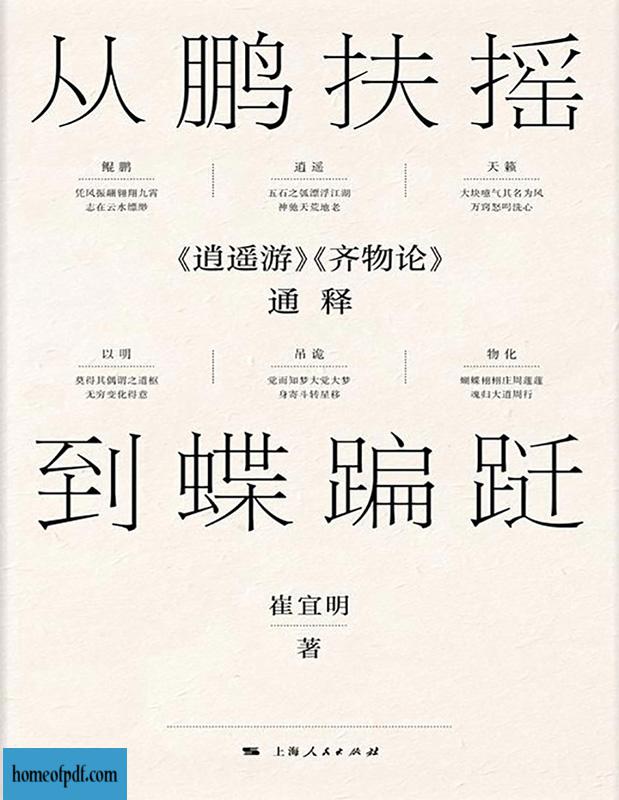 从鹏扶摇
鲲鹏
凭风振翮翱翔九霄
志在云水缥缈
逍遥
五石之瓠漂浮江湖
神驰天荒地老
天籁
大块噫气其名为风
万窍怒呺洗心
《逍遥游》《齐物论》
通释
以明
莫得其偶谓之道枢
无穷变化得意
吊诡
觉而知梦大觉大梦
身寄斗转星移
物化
蝴蝶栩栩庄周蘧蘧
魂归大道周行
到蝶蹁跹
崔宜明
著
上海人民出版社
homeofpdf.com